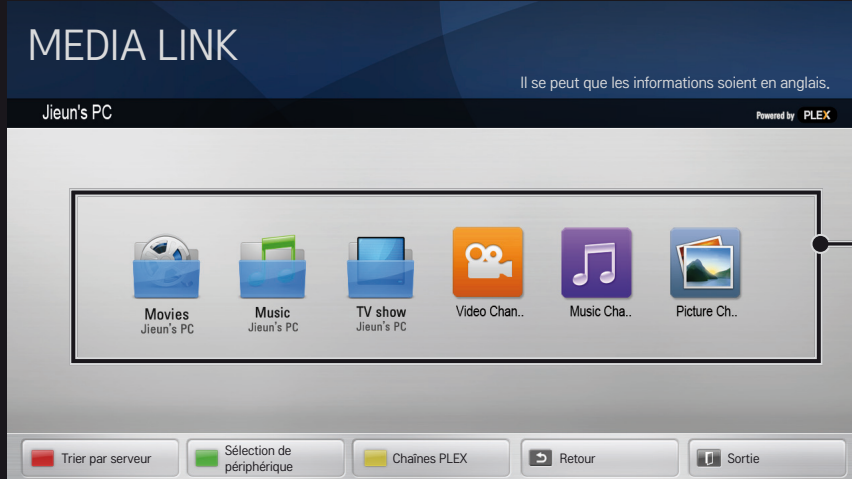 MEDIA LINK
Il se peut que les informations soient en anglais.
Jieun's PC
Powered by PLEX
Movies
Jieun's PC
Music
Jieun's PC
TV show
Jieun's PC
Video Chan..
Music Cha..
Picture Ch..
Trier par serveur
Sélection de
périphérique
Chaînes PLEX
Retour
Sortie